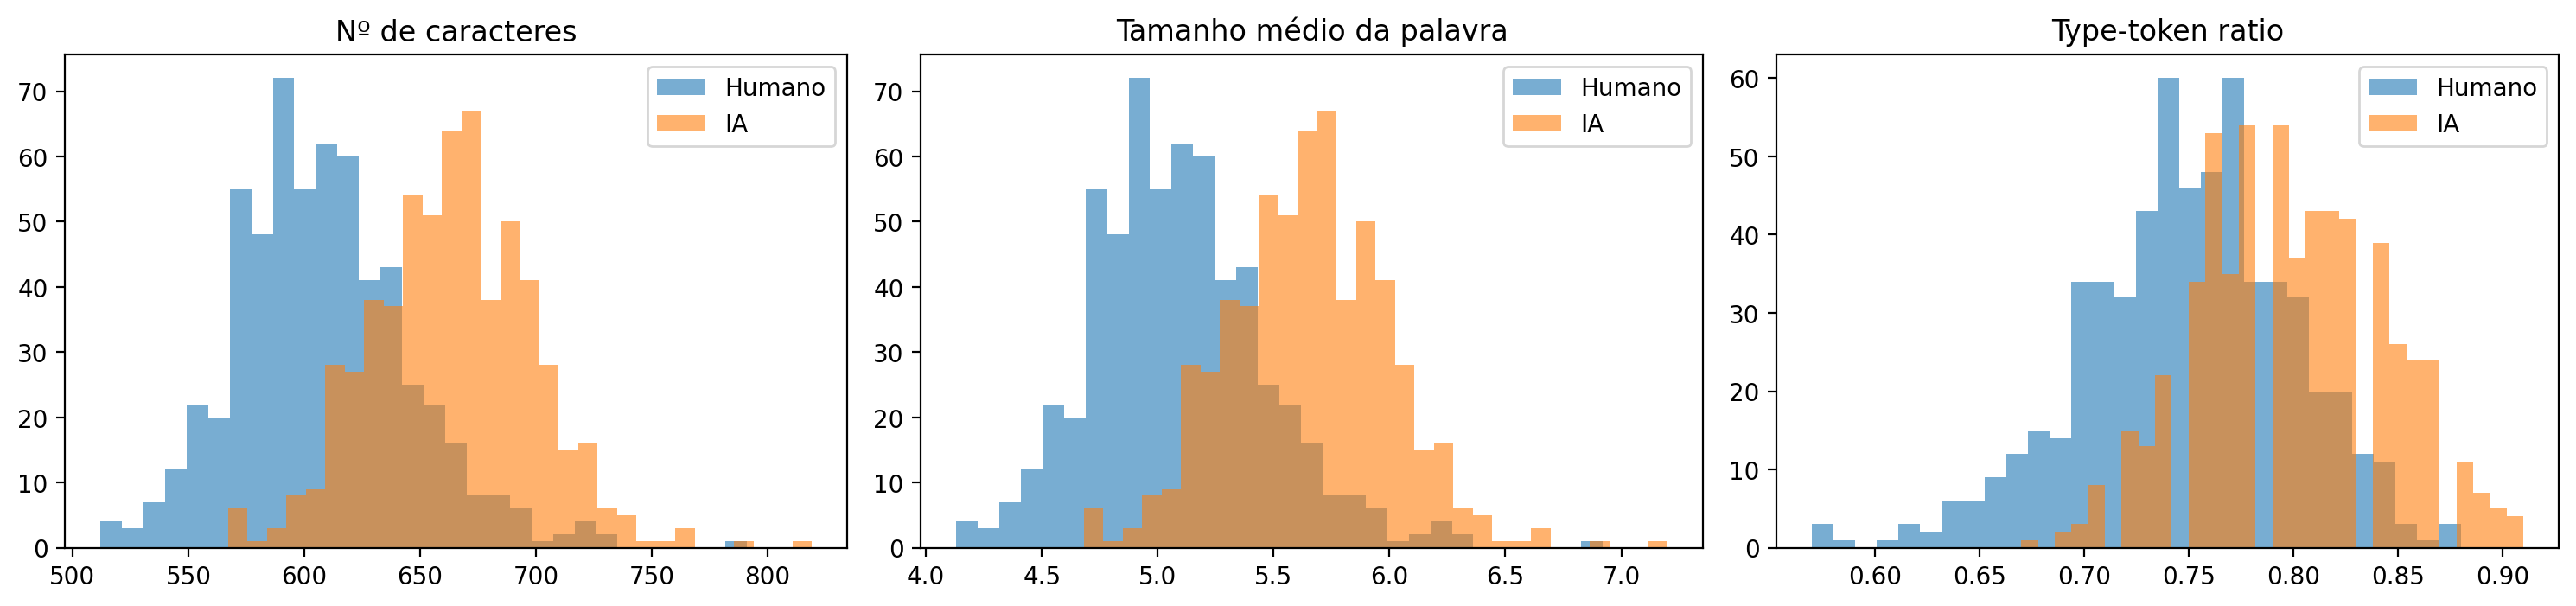 Nº de caracteres
70
60
50
40
30
20
10
0
500 550 600 650 700 750 800
Humano
IA
Tamanho médio da palavra
70
60
50
40
30
20
10
0
4.0 4.5 5.0 5.5 6.0 6.5 7.0
Humano
IA
Type-token ratio
60
50
40
30
20
10
0
0.60 0.65 0.70 0.75 0.80 0.85 0.90
Humano
IA